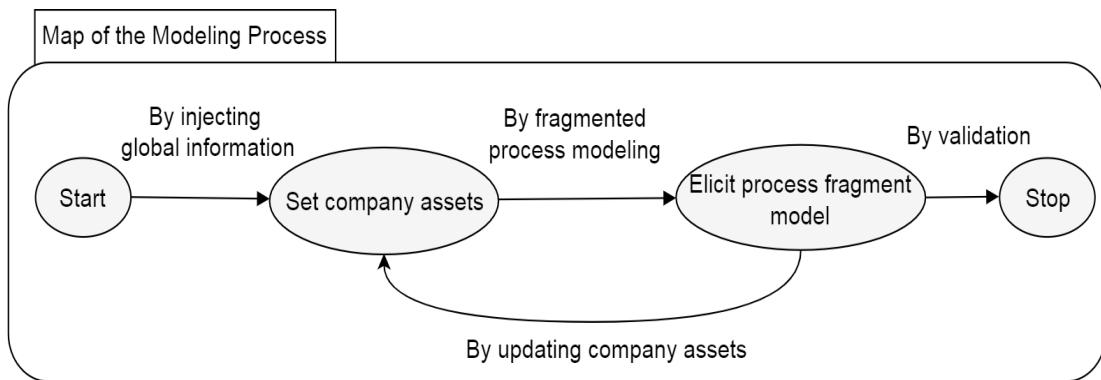 Map of the Modeling Process
By injecting
global information
By fragmented
process modeling
By validation
Start
Set company assets
Elicit process fragment
model
Stop
By updating company assets